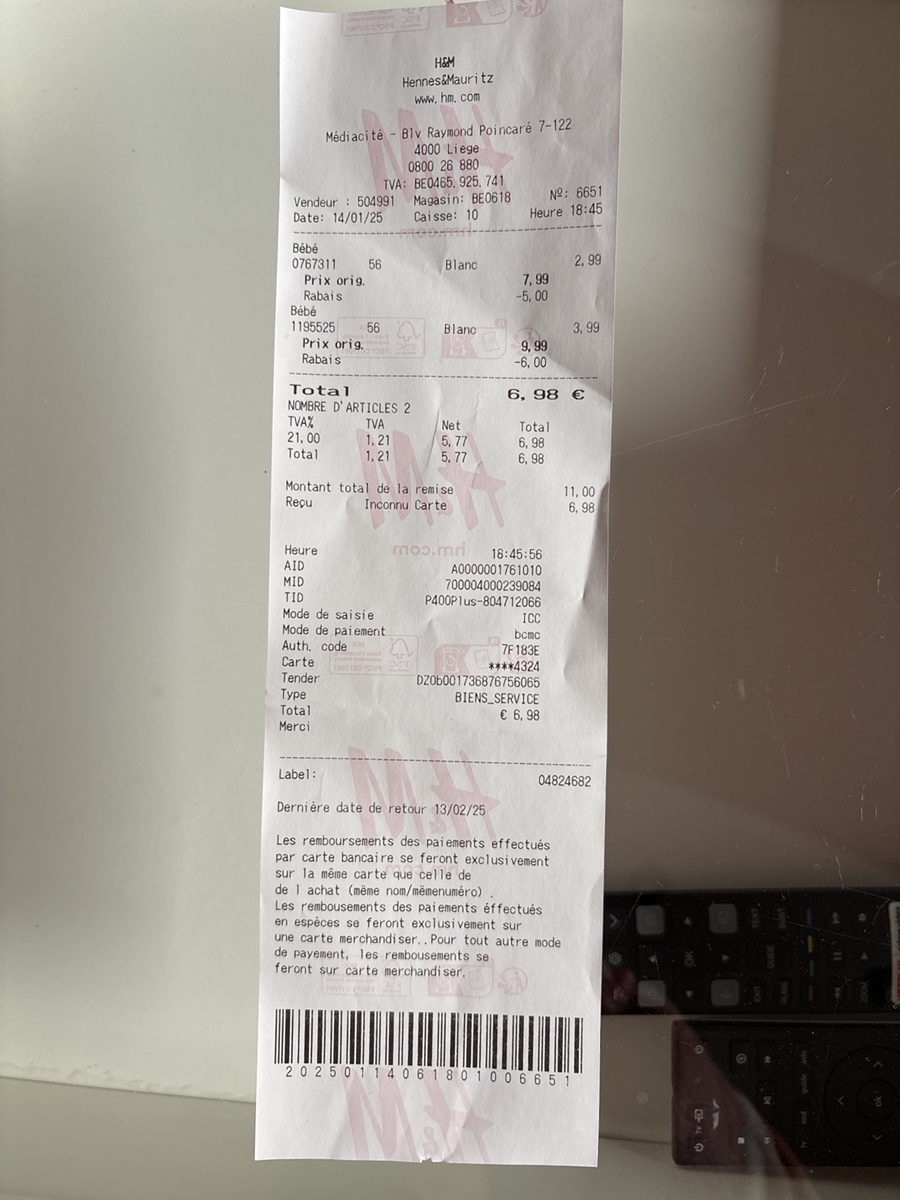 H&M
Hennes&Mauritz
www.hm.com
Médiacité - Blv Raymond Poincaré 7-122
4000 Liege
0800 26 880
TVA: BE0465.925.741
Vendeur : 504991 Magasin: BE0618 Nº: 6651
Date: 14/01/25 Caisse: 10 Heure 18:45
Bébé
0767311 56 Blanc 2,99
Prix orig. 7,99
Rabais -5,00
Bébé
1195525 56 Blanc 3,99
Prix orig. 9,99
Rabais -6,00
Total 6,98 €
NOMBRE D'ARTICLES 2
TVA% TVA Net Total
21,00 1,21 5,77 6,98
Total 1,21 5,77 6,98
Montant total de la remise 11,00
Reçu Inconnu Carte 6,98
hm.com
Heure 18:45:56
AID A0000001761010
MID 700004000239084
TID P400Plus-804712066
Mode de saisie ICC
Mode de paiement bcmc
Auth. code 7F183E
Carte ****4324
Tender DZ0b001736876756065
Type BIENS_SERVICE
Total € 6,98
Merci
Label: 04824682
Dernière date de retour 13/02/25
Les remboursements des paiements effectués
par carte bancaire se feront exclusivement
sur la même carte que celle de
de l achat (mëme nom/mëmenuméro) .
Les rembousements des paiements éffectués
en espèces se feront exclusivement sur
une carte merchandiser..Pour tout autre mode
de payement, les rembousements se
feront sur carte merchandiser.
20250114061801006651